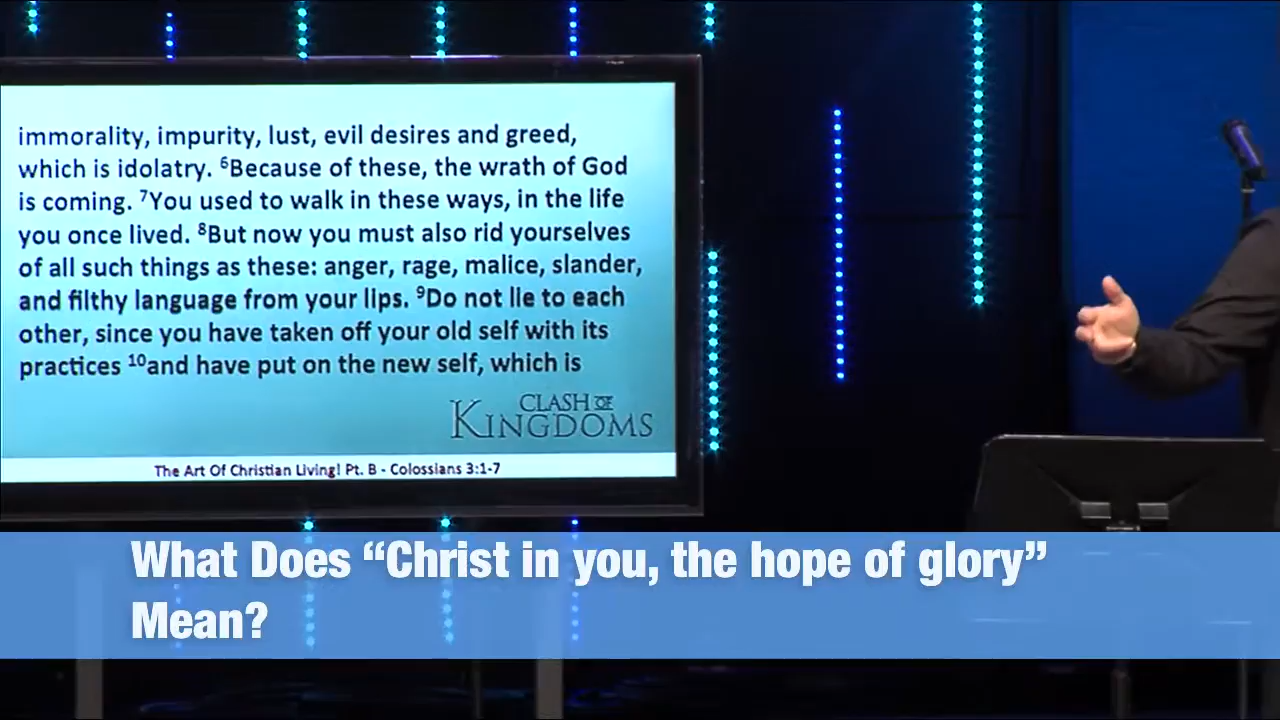 immorality, impurity, lust, evil desires and greed,
which is idolatry. ⁶Because of these, the wrath of God
is coming. ⁷You used to walk in these ways, in the life
you once lived. ⁸But now you must also rid yourselves
of all such things as these: anger, rage, malice, slander,
and filthy language from your lips. ⁹Do not lie to each
other, since you have taken off your old self with its
practices ¹⁰and have put on the new self, which is
CLASH OF
KINGDOMS
The Art Of Christian Living! Pt. B - Colossians 3:1-7
What Does “Christ in you, the hope of glory”
Mean?